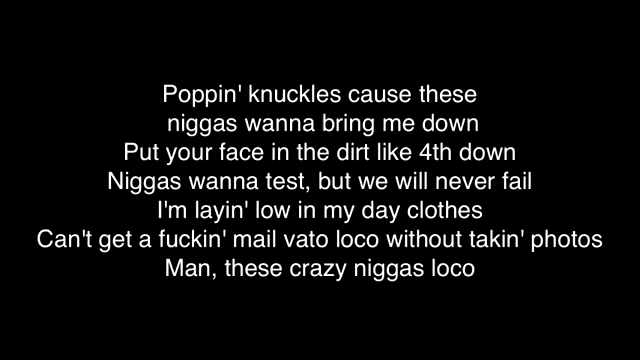 Poppin' knuckles cause these
niggas wanna bring me down
Put your face in the dirt like 4th down
Niggas wanna test, but we will never fail
I'm layin' low in my day clothes
Can't get a fuckin' mail vato loco without takin' photos
Man, these crazy niggas loco